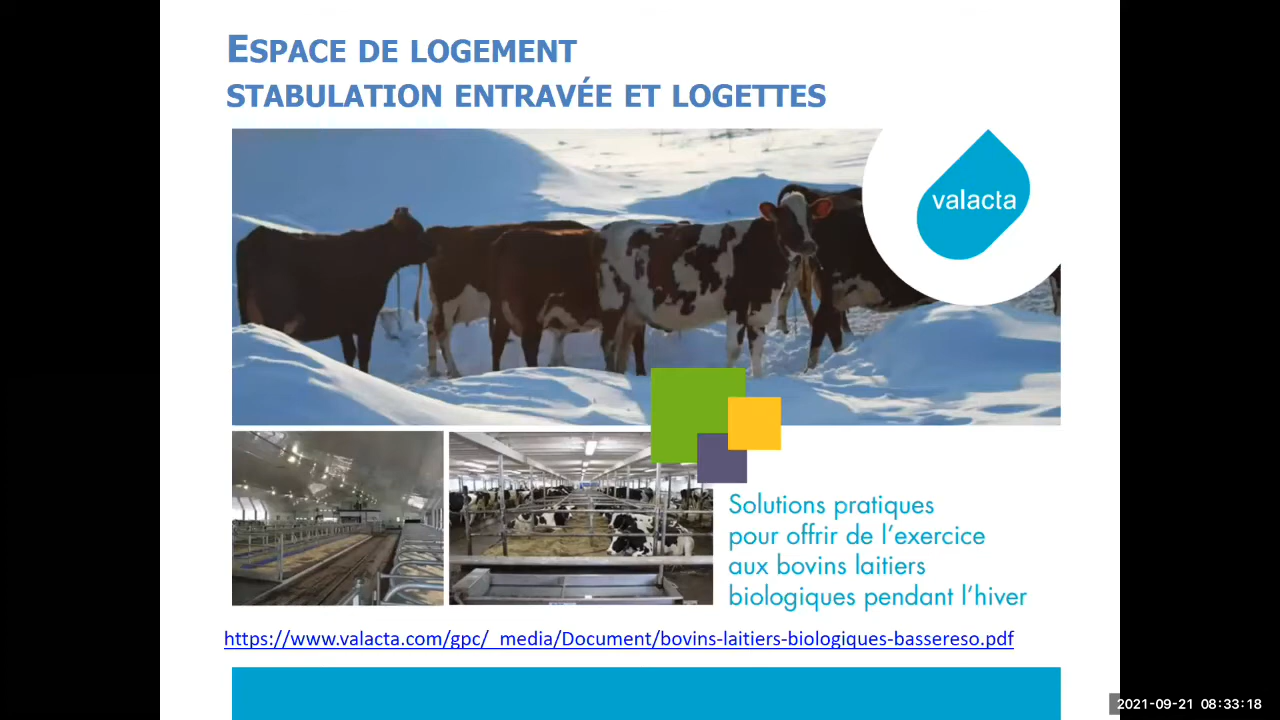 ESPACE DE LOGEMENT
STABULATION ENTRAVÉE ET LOGETTES
valacta
Solutions pratiques
pour offrir de l'exercice
aux bovins laitiers
biologiques pendant l'hiver
https://www.valacta.com/gpc/_media/Document/bovins-laitiers-biologiques-bassereso.pdf
2021-09-21 08:33:18